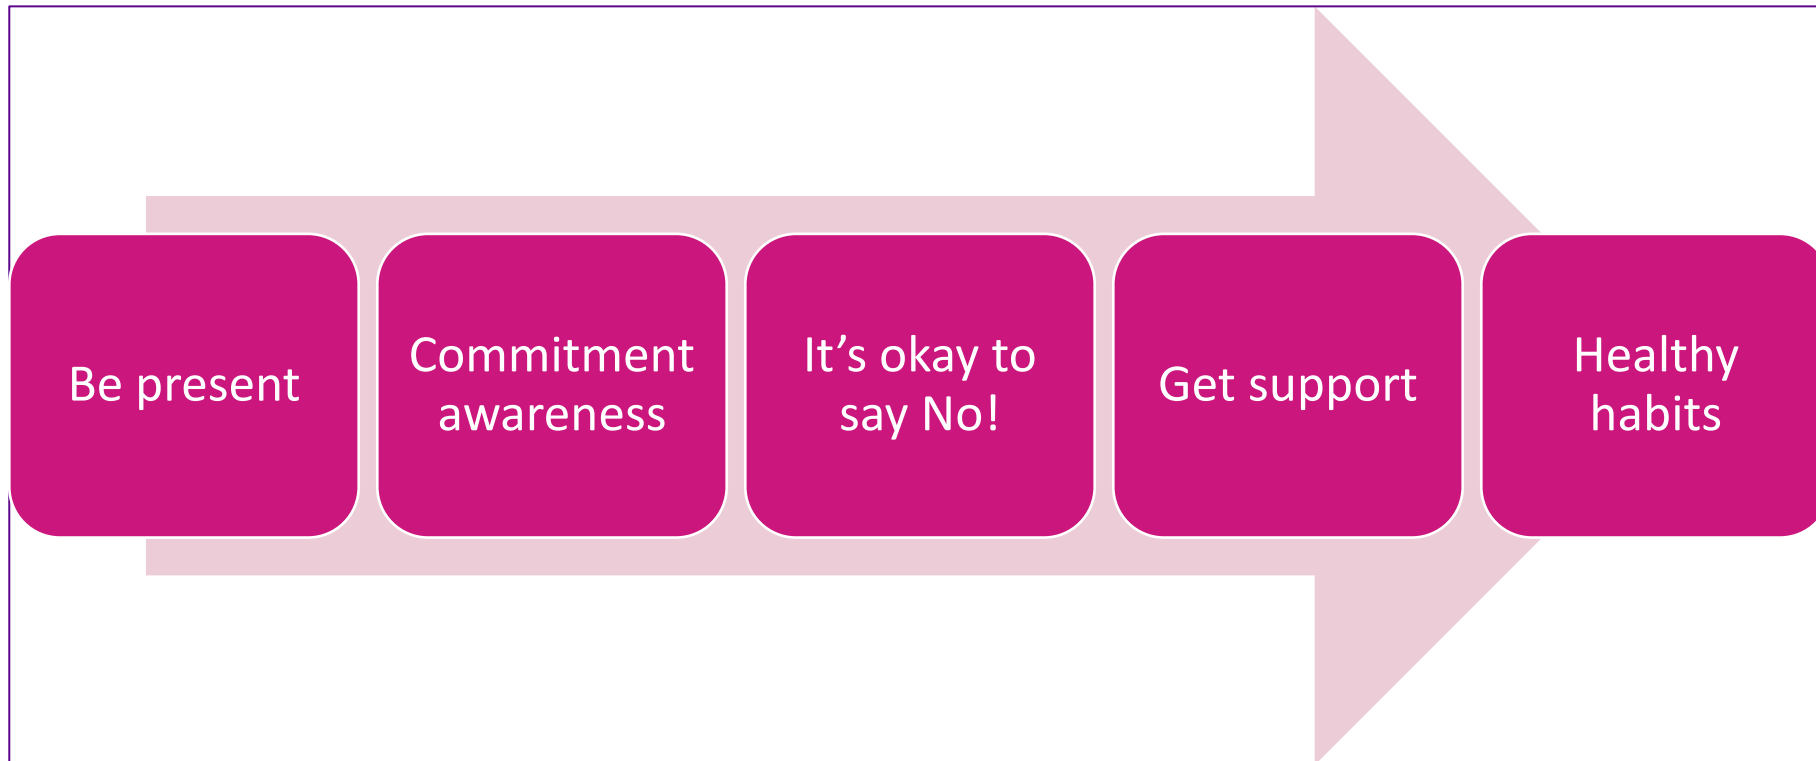 Be present
Commitment
awareness
It’s okay to
say No!
Get support
Healthy
habits